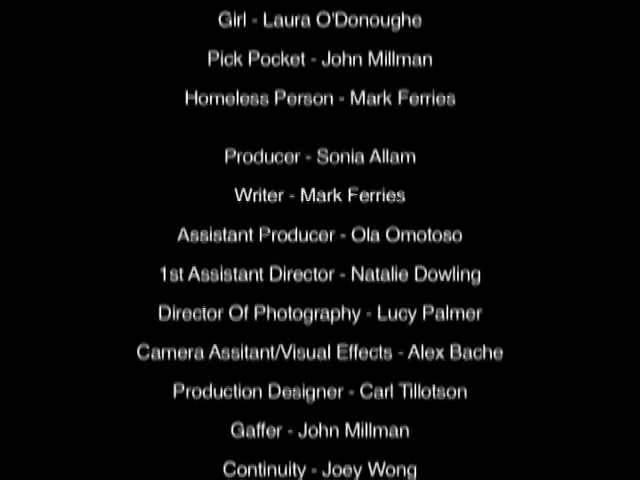 Girl - Laura O'Donoughe
Pick Pocket - John Millman
Homeless Person - Mark Ferries
Producer - Sonia Allam
Writer - Mark Ferries
Assistant Producer - Ola Omotoso
1st Assistant Director - Natalie Dowling
Director Of Photography - Lucy Palmer
Camera Assitant/Visual Effects - Alex Bache
Production Designer - Carl Tillotson
Gaffer - John Millman
Continuity - Joey Wong